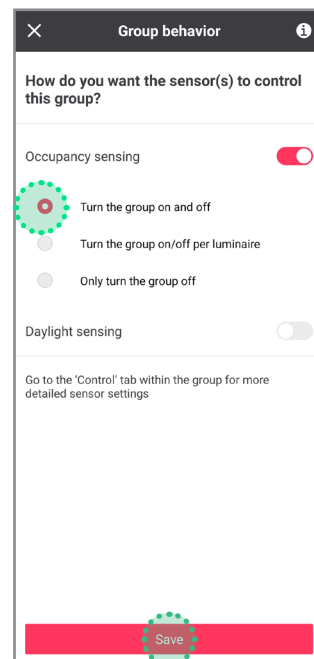 Group behavior
How do you want the sensor(s) to control
this group?
Occupancy sensing
Turn the group on and off
Turn the group on/off per luminaire
Only turn the group off
Daylight sensing
Go to the 'Control' tab within the group for more
detailed sensor settings
Save